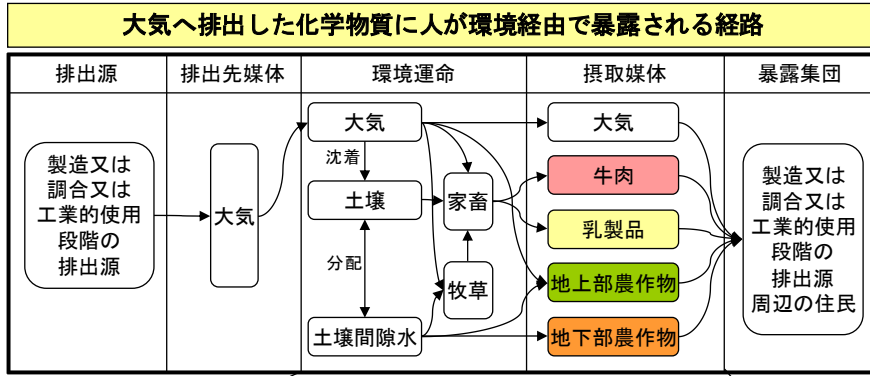 大気へ排出した化学物質に人が環境経由で暴露される経路
排出源
排出先媒体
環境運命
摂取媒体
暴露集団
製造又は
調合又は
工業的使用
段階の
排出源
大気
大気
沈着
土壌
分配
土壌間隙水
家畜
牧草
大気
牛肉
乳製品
地上部農作物
地下部農作物
製造又は
調合又は
工業的使用
段階の
排出源
周辺の住民